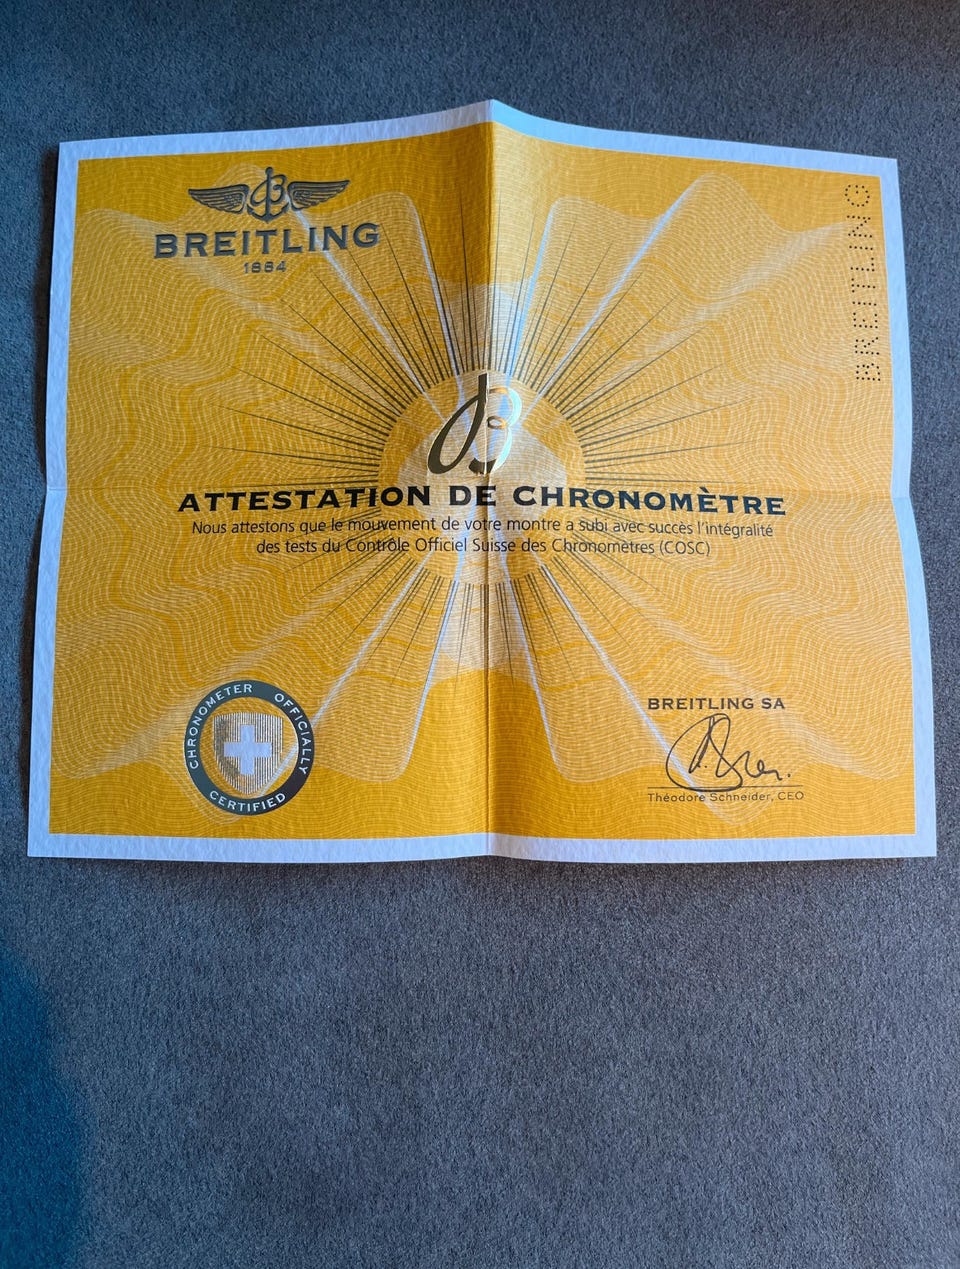 BREITLING
1884
BREITLING
ATTESTATION DE CHRONOMÈTRE
Nous attestons que le mouvement de votre montre a subi avec succès l'intégralité
des tests du Contrôle Officiel Suisse des Chronomètres (COSC)
CHRONOMETER OFFICIALLY
CERTIFIED
BREITLING SA
Théodore Schneider, CEO